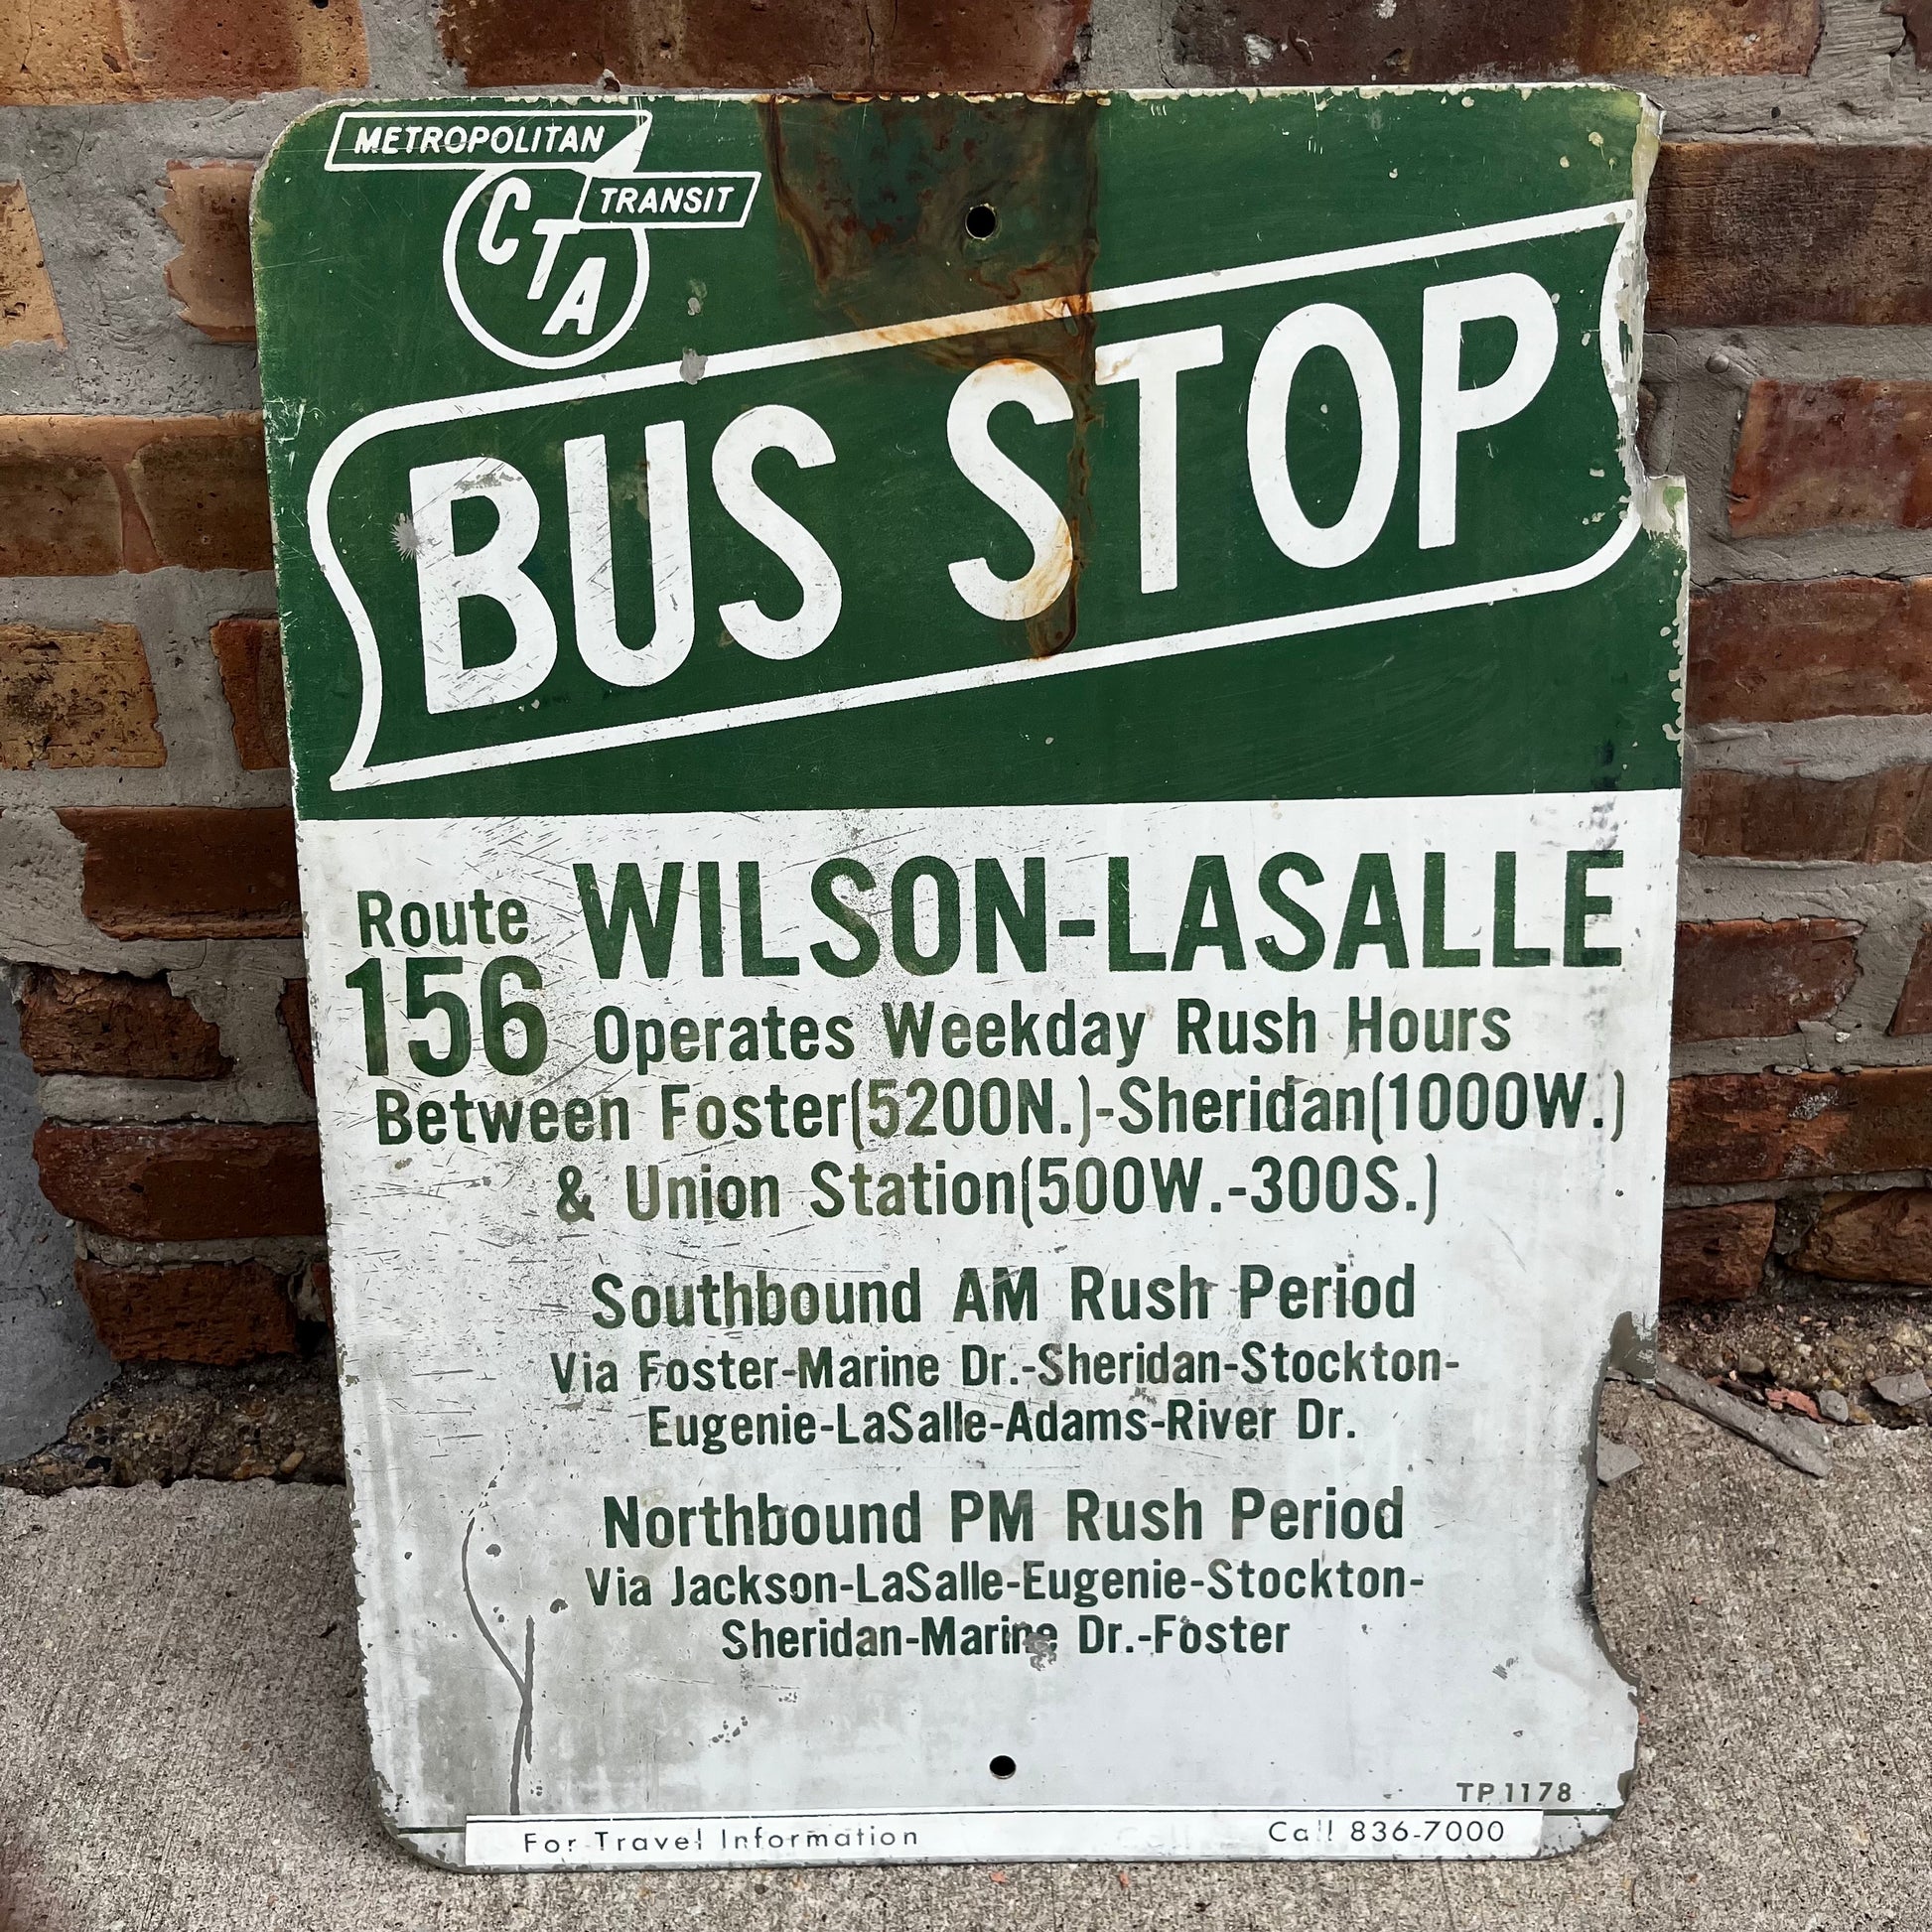 METROPOLITAN
TRANSIT
CTA
BUS STOP
Route
156
WILSON-LASALLE
Operates Weekday Rush Hours
Between Foster(5200N.)-Sheridan(1000W.)
& Union Station(500W.-300S.)
Southbound AM Rush Period
Via Foster-Marine Dr.-Sheridan-Stockton-
Eugenie-LaSalle-Adams-River Dr.
Northbound PM Rush Period
Via Jackson-LaSalle-Eugenie-Stockton-
Sheridan-Marine Dr.-Foster
TP 1178
For Travel Information Call 836-7000